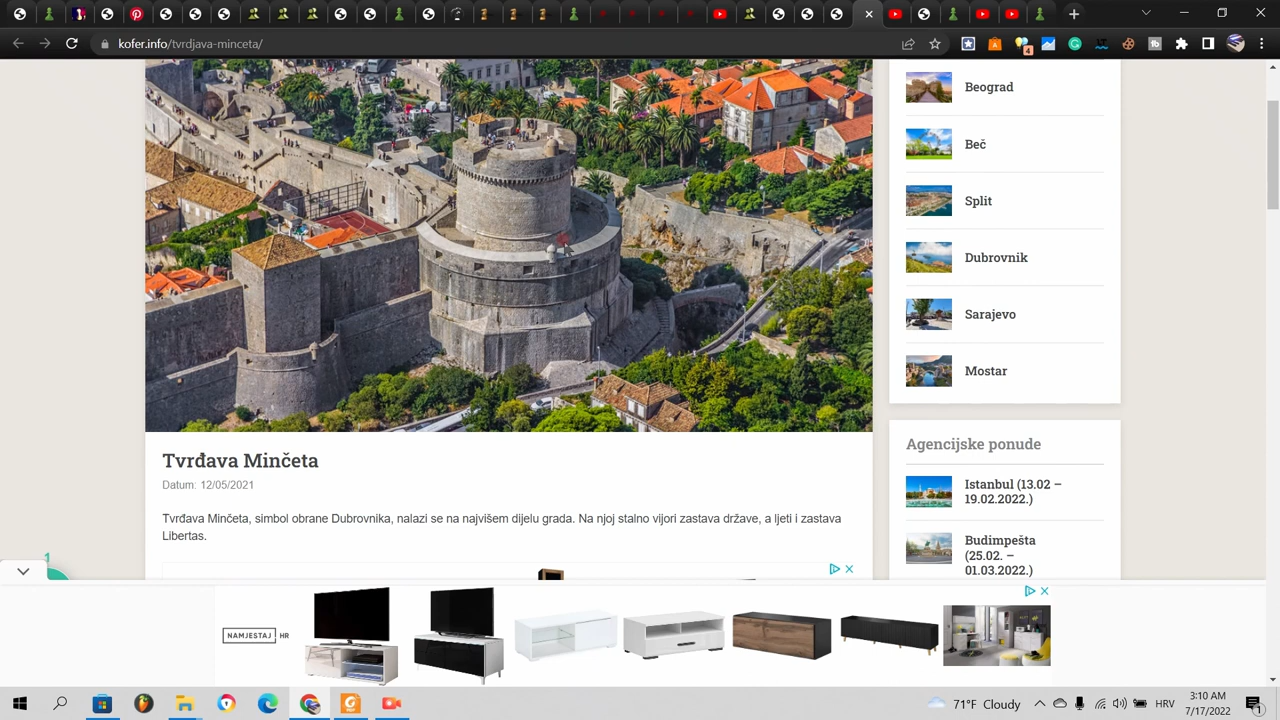 kofer.info/tvrdjava-minceta/
4
Beograd
Beč
Split
Dubrovnik
Sarajevo
Mostar
Tvrđava Minčeta
Datum: 12/05/2021
Tvrđava Minčeta, simbol obrane Dubrovnika, nalazi se na najvišem dijelu grada. Na njoj stalno vijori zastava države, a ljeti i zastava
Libertas.
Agencijske ponude
Istanbul (13.02 –
19.02.2022.)
Budimpešta
(25.02. –
01.03.2022.)
1
NAMJESTAJ HR
71°F Cloudy
HRV
3:10 AM
7/17/2022
1